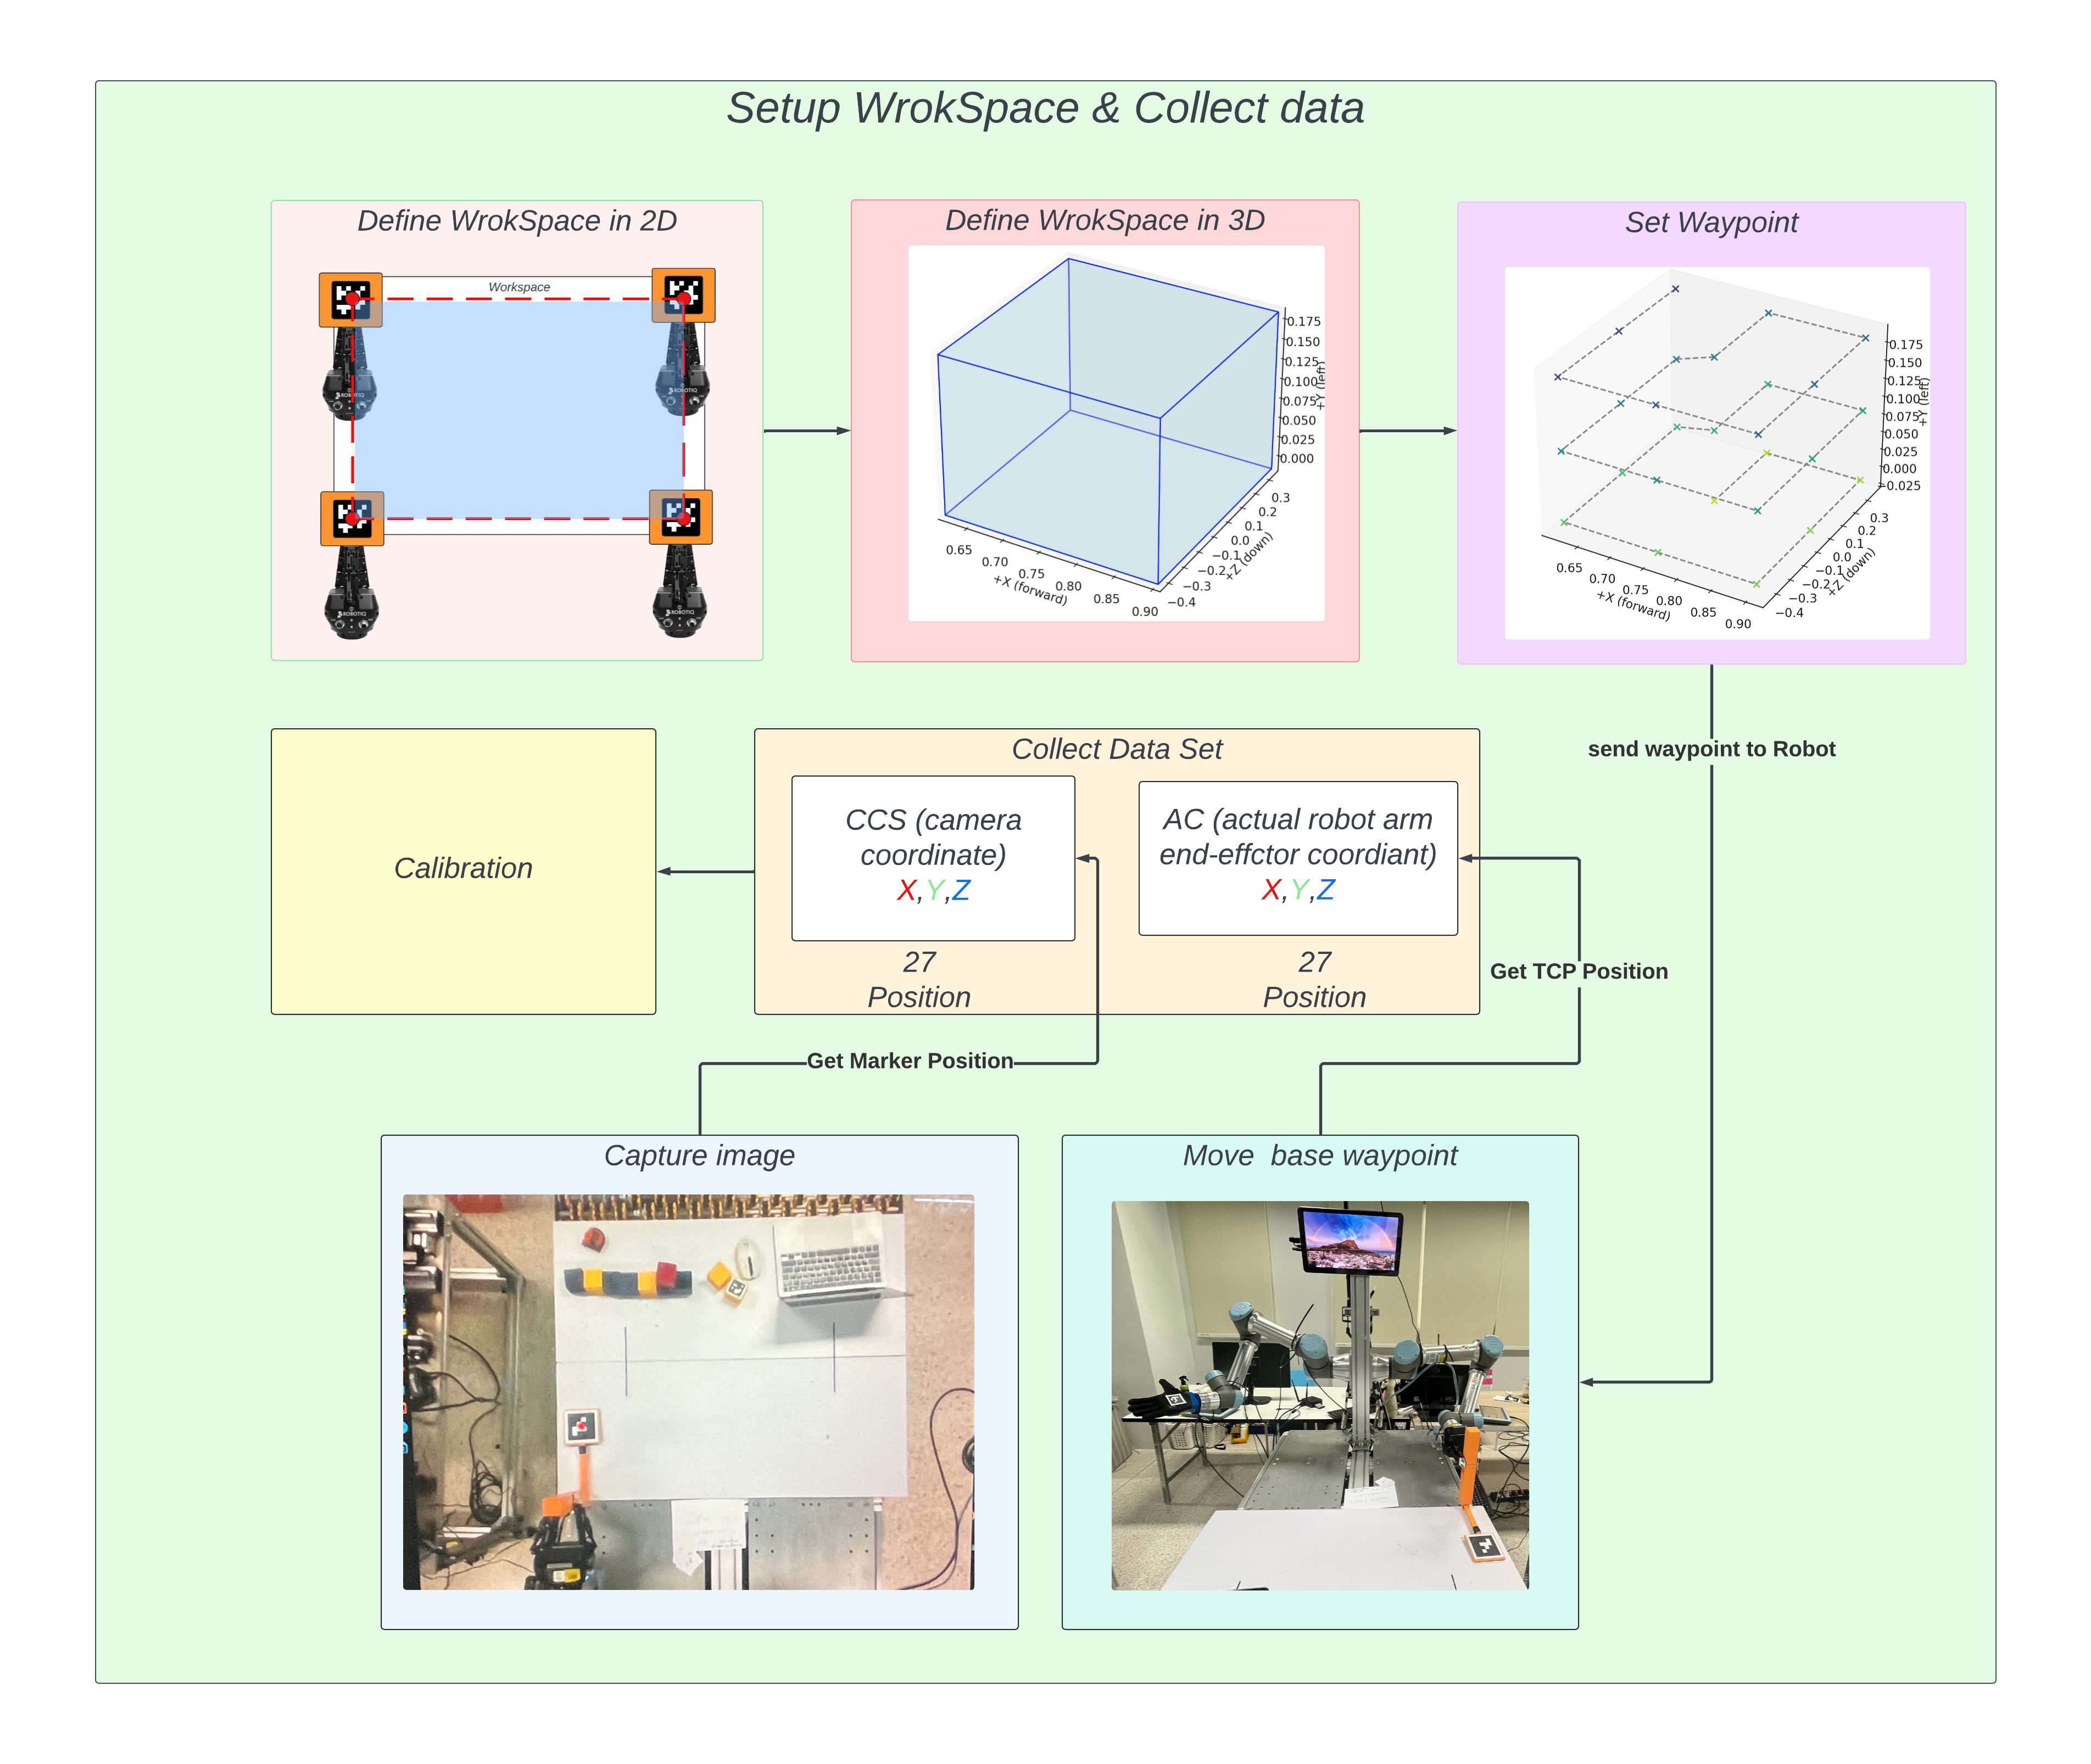 Setup WrokSpace & Collect data
Define WrokSpace in 2D
Workspace
ROBOTIQ
ROBOTIQ
ROBOTIQ
ROBOTIQ
Define WrokSpace in 3D
0.175
0.150
0.125
0.100
0.075
0.050
0.025
0.000
+Y (left)
0.3
0.2
0.1
0.0
−0.1
−0.2
−0.3
−0.4
+Z (down)
0.65
0.70
0.75
0.80
0.85
0.90
+X (forward)
Set Waypoint
0.175
0.150
0.125
0.100
0.075
0.050
0.025
0.000
−0.025
+Y (left)
0.3
0.2
0.1
0.0
−0.1
−0.2
−0.3
−0.4
+Z (down)
0.65
0.70
0.75
0.80
0.85
0.90
+X (forward)
send waypoint to Robot
Calibration
Collect Data Set
CCS (camera
coordinate)
X,Y,Z
27
Position
AC (actual robot arm
end-effctor coordiant)
X,Y,Z
27
Position
Get TCP Position
Get Marker Position
Capture image
Move  base waypoint